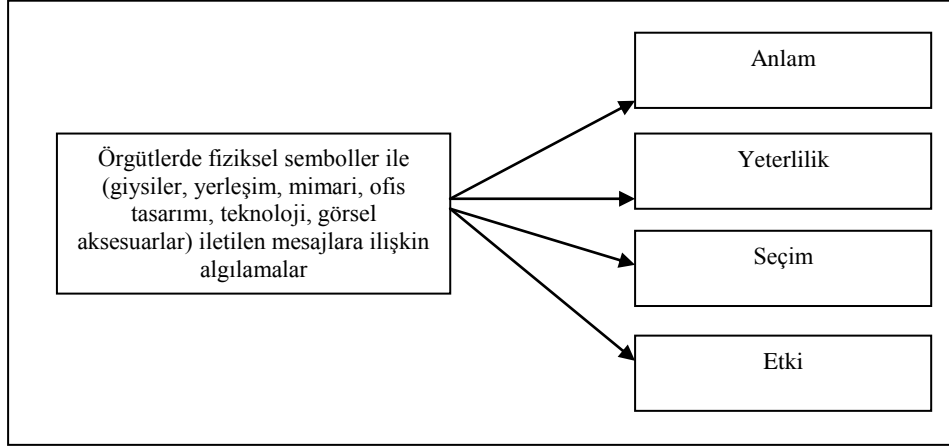 Örgütlerde fiziksel semboller ile
(giysiler, yerleşim, mimari, ofis
tasarımı, teknoloji, görsel
aksesuarlar) iletilen mesajlara ilişkin
algılamalar
Anlam
Yeterlilik
Seçim
Etki